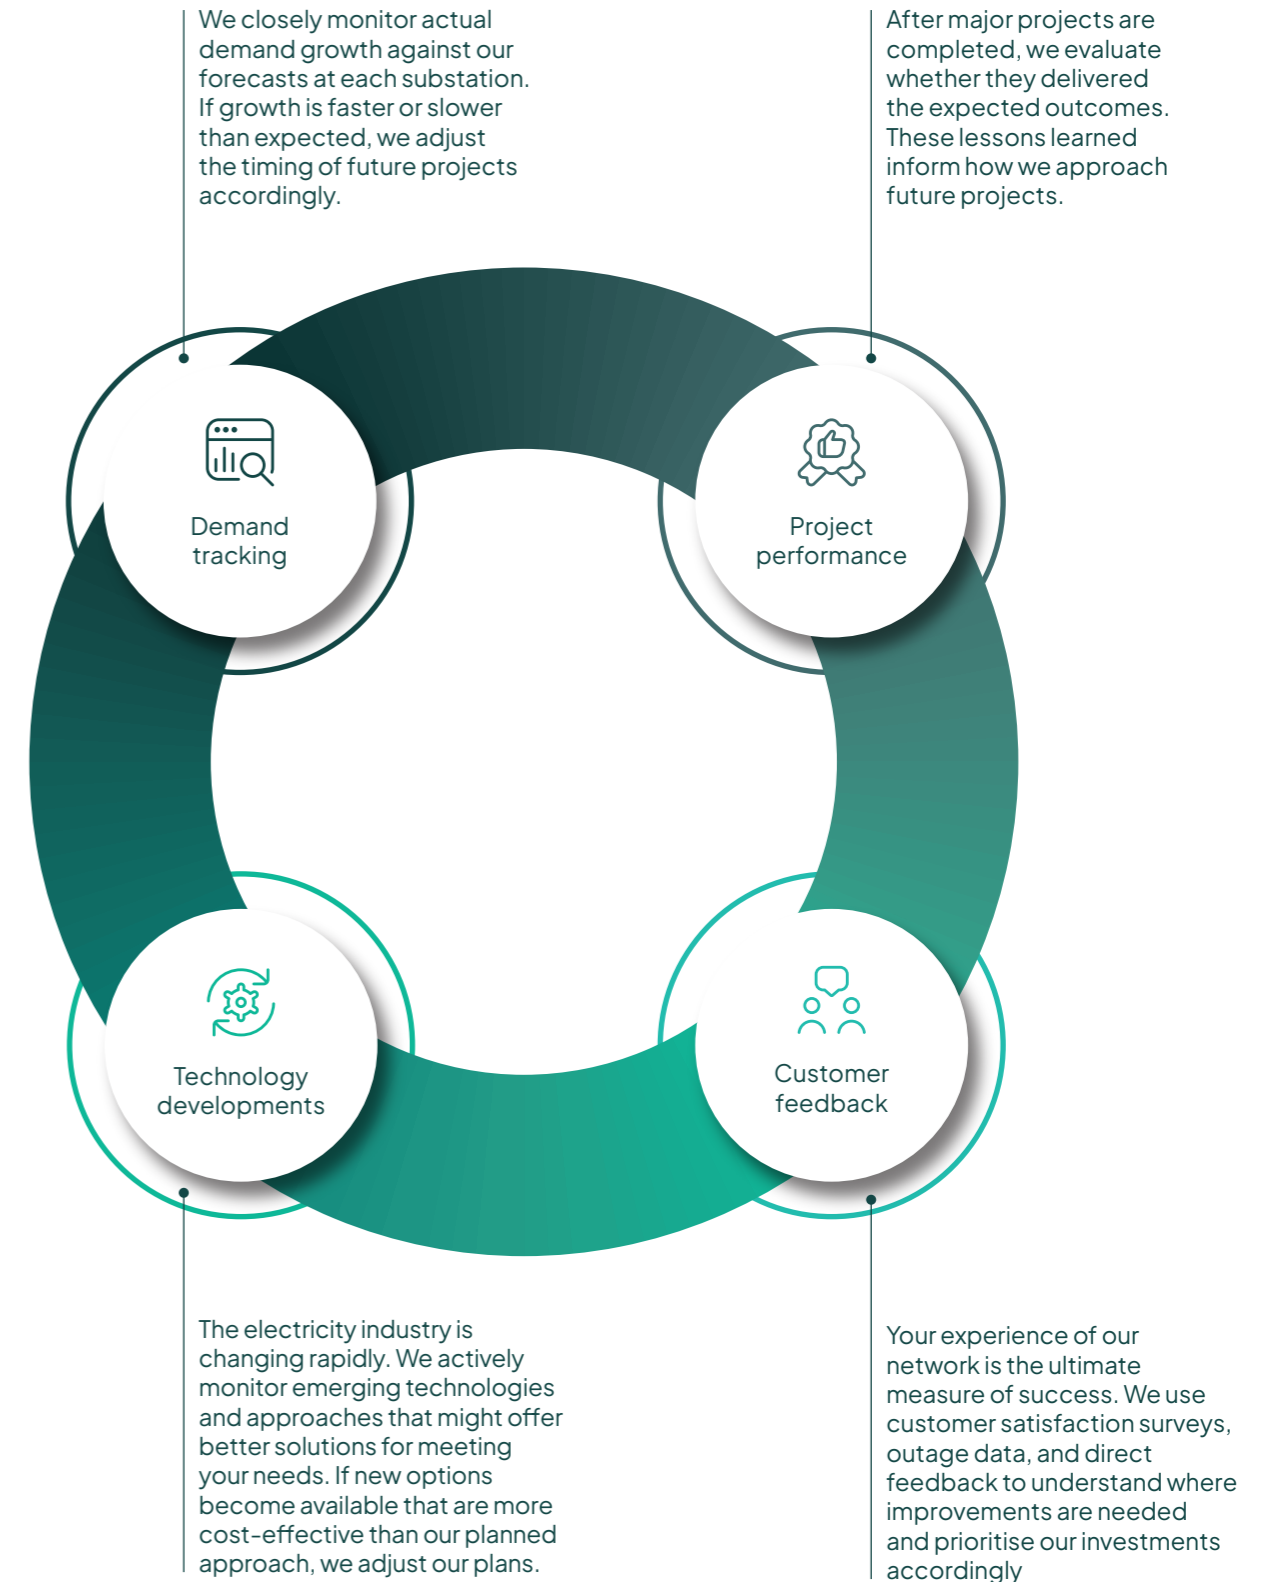 We closely monitor actual
demand growth against our
forecasts at each substation.
If growth is faster or slower
than expected, we adjust
the timing of future projects
accordingly.
After major projects are
completed, we evaluate
whether they delivered
the expected outcomes.
These lessons learned
inform how we approach
future projects.
Demand
tracking
Project
performance
Technology
developments
Customer
feedback
The electricity industry is
changing rapidly. We actively
monitor emerging technologies
and approaches that might offer
better solutions for meeting
your needs. If new options
become available that are more
cost-effective than our planned
approach, we adjust our plans.
Your experience of our
network is the ultimate
measure of success. We use
customer satisfaction surveys,
outage data, and direct
feedback to understand where
improvements are needed
and prioritise our investments
accordingly